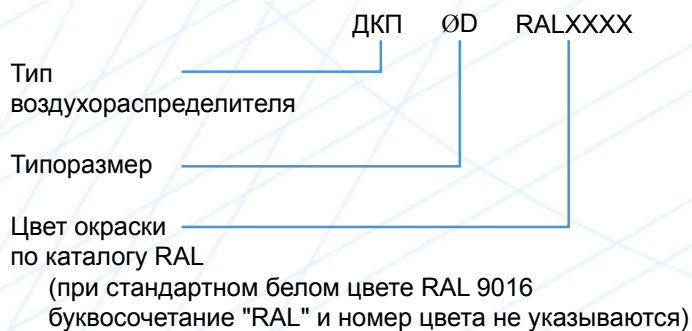 ДКП ØD RALXXXX
Тип
воздухораспределителя
Типоразмер
Цвет окраски
по каталогу RAL
(при стандартном белом цвете RAL 9016
буквосочетание "RAL" и номер цвета не указываются)